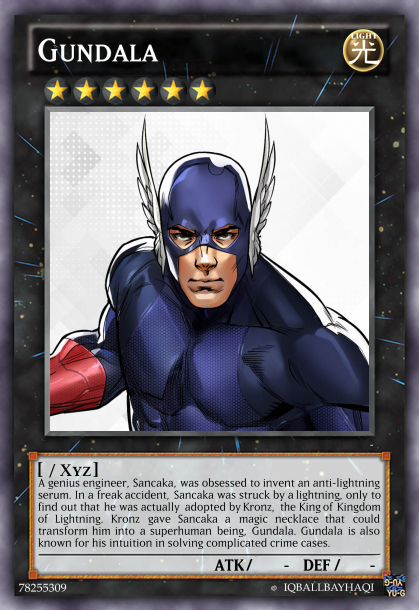 GUNDALA
LIGHT
光
[ / XYZ]
A genius engineer, Sancaka, was obsessed to invent an anti-lightning
serum. In a freak accident, Sancaka was struck by a lightning, only to
find out that he was actually adopted by Kronz, the King of Kingdom
of Lightning. Kronz gave Sancaka a magic necklace that could
transform him into a superhuman being, Gundala. Gundala is also
known for his intuition in solving complicated crime cases.
ATK / - DEF / -
78255309 © IQBALLBAYHAQI
YU-G